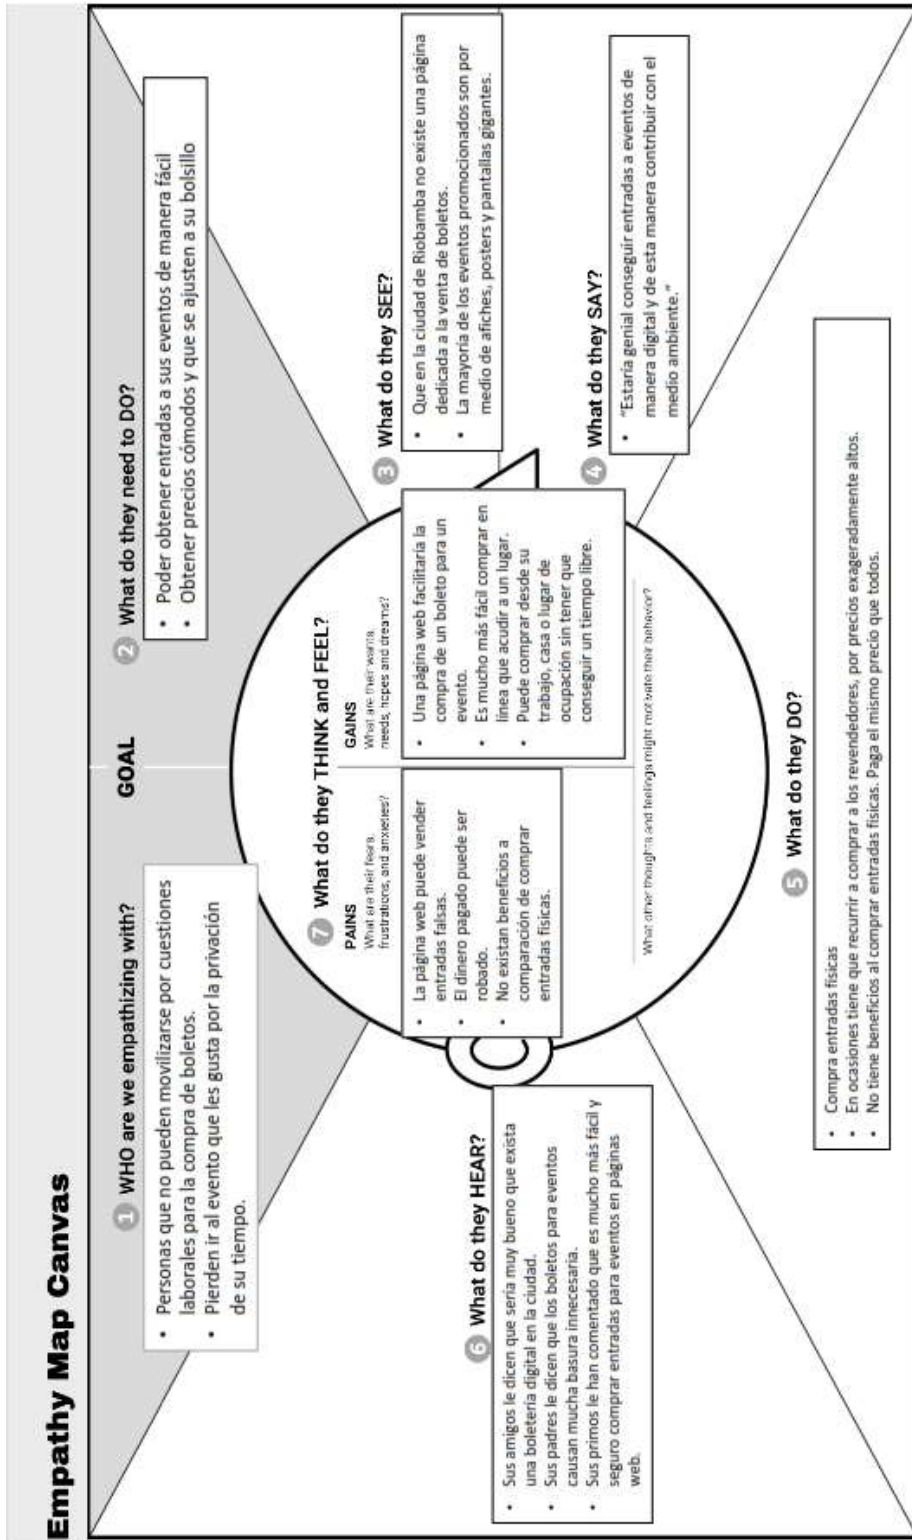 Empathy Map Canvas
GOAL
1 WHO are we empathizing with?
• Personas que no pueden movilizarse por cuestiones
laborales para la compra de boletos.
• Pierden ir al evento que les gusta por la privación
de su tiempo.
2 What do they need to DO?
• Poder obtener entradas a sus eventos de manera fácil
• Obtener precios cómodos y que se ajusten a su bolsillo
3 What do they SEE?
• Que en la ciudad de Riobamba no existe una página
dedicada a la venta de boletos.
• La mayoría de los eventos promocionados son por
medio de afiches, posters y pantallas gigantes.
4 What do they SAY?
• "Estaría genial conseguir entradas a eventos de
manera digital y de esta manera contribuir con el
medio ambiente."
5 What do they DO?
• Compra entradas físicas
• En ocasiones tiene que recurrir a comprar a los revendedores, por precios exageradamente altos.
• No tiene beneficios al comprar entradas físicas. Paga el mismo precio que todos.
6 What do they HEAR?
• Sus amigos le dicen que sería muy bueno que exista
una boletería digital en la ciudad.
• Sus padres le dicen que los boletos para eventos
causan mucha basura innecesaria.
• Sus primos le han comentado que es mucho más fácil y
seguro comprar entradas para eventos en páginas
web.
7 What do they THINK and FEEL?
PAINS
What are their fears,
frustrations, and anxieties?
• La página web puede vender
entradas falsas.
• El dinero pagado puede ser
robado.
• No existan beneficios a
comparación de comprar
entradas físicas.
GAINS
What are their wants,
needs, hopes and dreams?
• Una página web facilitaría la
compra de un boleto para un
evento.
• Es mucho más fácil comprar en
línea que acudir a un lugar.
• Puede comprar desde su
trabajo, casa o lugar de
ocupación sin tener que
conseguir un tiempo libre.
What other thoughts and feelings might motivate their behavior?